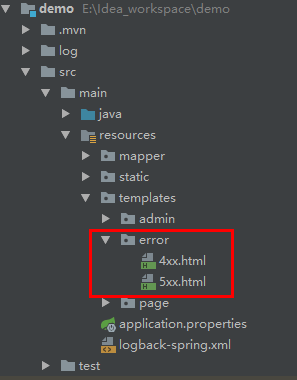 demo E:\Idea_workspace\demo
.mvn
log
src
main
java
resources
mapper
static
templates
admin
error
4xx.html
5xx.html
page
application.properties
logback-spring.xml
test